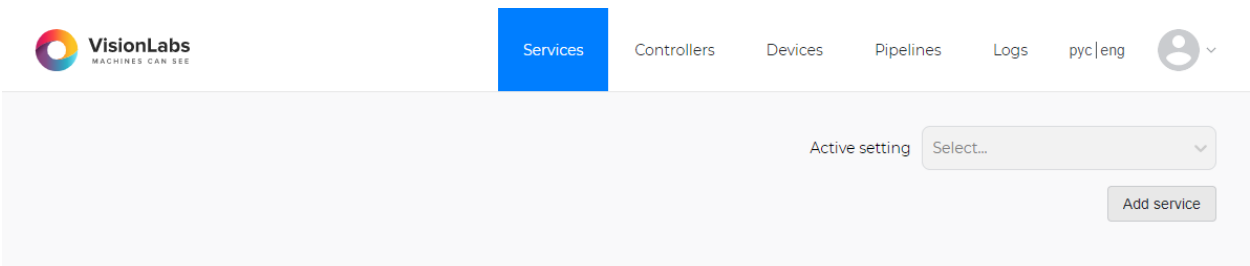 VisionLabs
MACHINES CAN SEE
Services Controllers Devices Pipelines Logs рус|eng
Active setting Select...
Add service